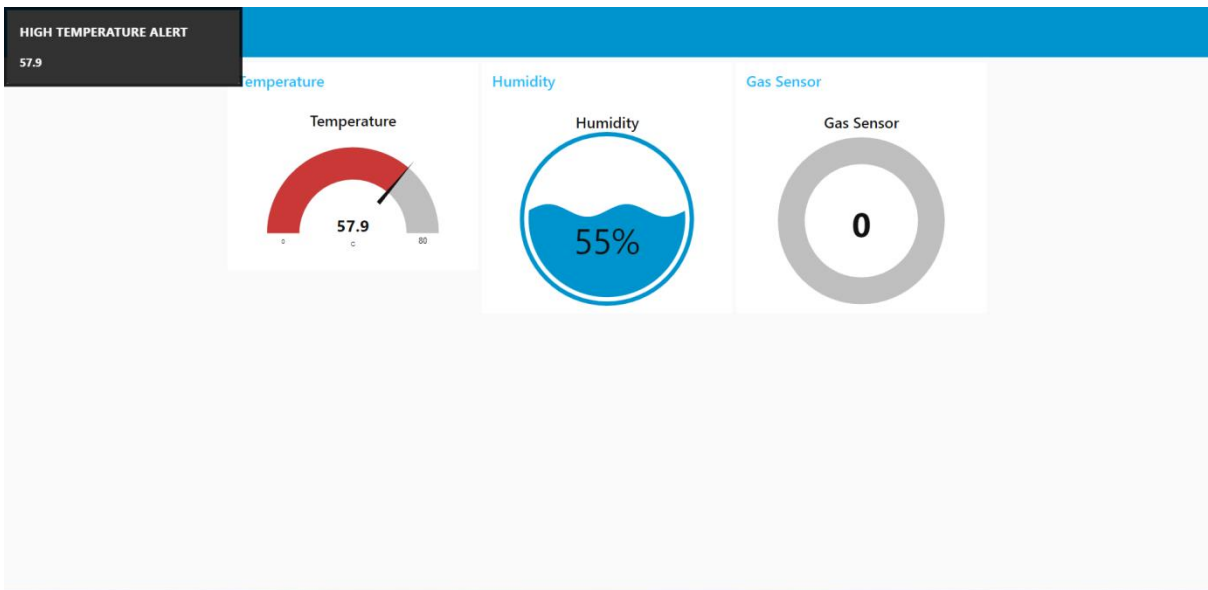 HIGH TEMPERATURE ALERT
57.9
Temperature
Humidity
Gas Sensor
Temperature
Humidity
Gas Sensor
57.9
0
C
80
55%
0